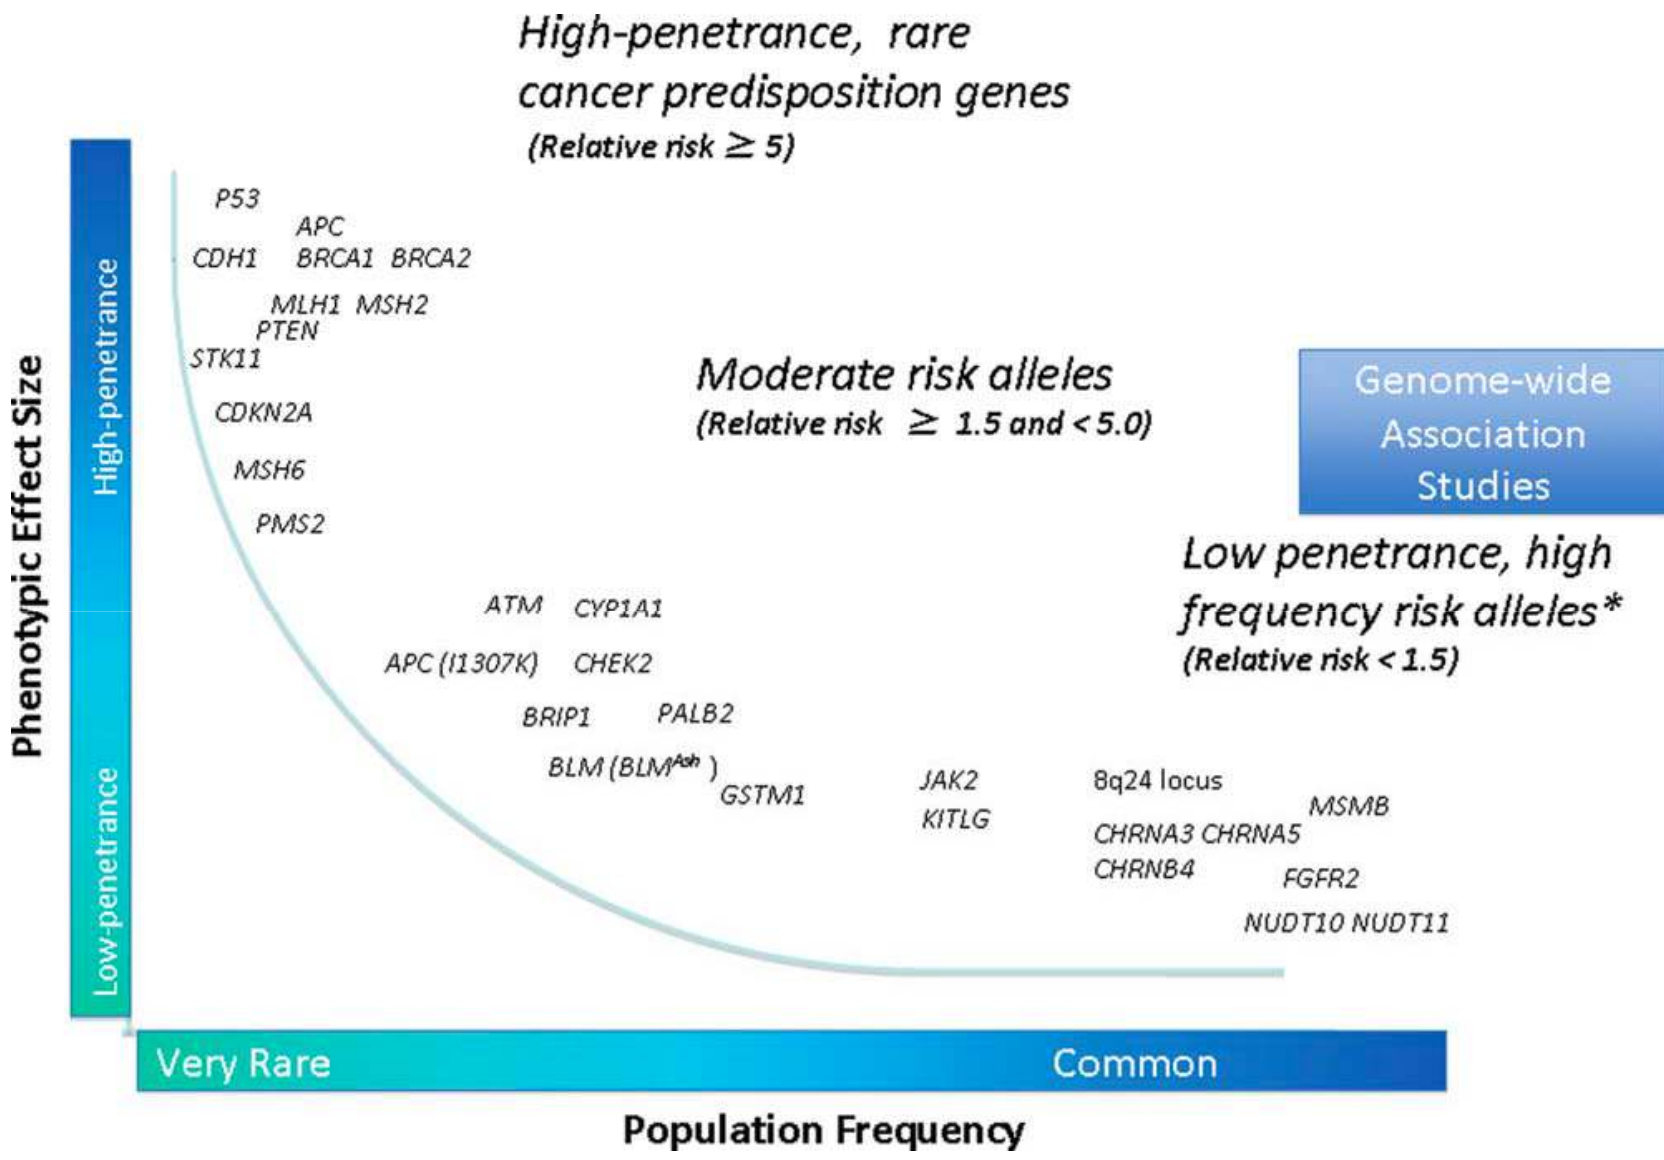 High-penetrance, rare
cancer predisposition genes
(Relative risk ≥ 5)
P53
APC
CDH1 BRCA1 BRCA2
MLH1 MSH2
PTEN
STK11
CDKN2A
MSH6
PMS2
Phenotypic Effect Size
High-penetrance
Low-penetrance
Moderate risk alleles
(Relative risk ≥ 1.5 and < 5.0)
Genome-wide
Association
Studies
Low penetrance, high
frequency risk alleles*
(Relative risk < 1.5)
ATM CYP1A1
APC (I1307K) CHEK2
BRIP1 PALB2
BLM (BLM^Ash )
GSTM1
JAK2
KITLG
8q24 locus
MSMB
CHRNA3 CHRNA5
CHRNB4
FGFR2
NUDT10 NUDT11
Very Rare
Common
Population Frequency